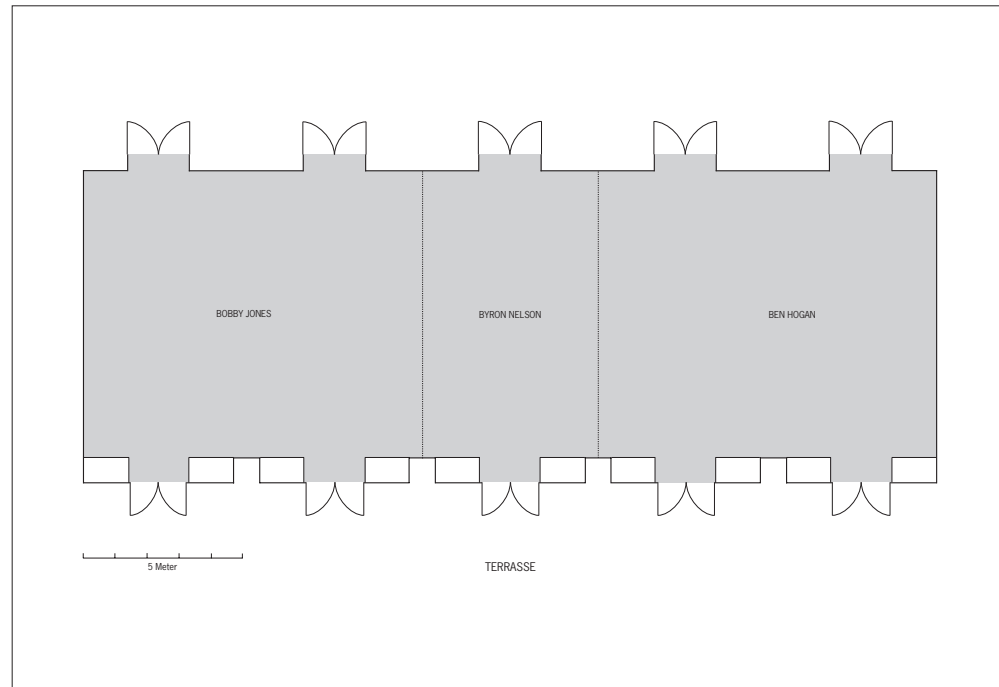 BOBBY JONES
BYRON NELSON
BEN HOGAN
5 Meter
TERRASSE